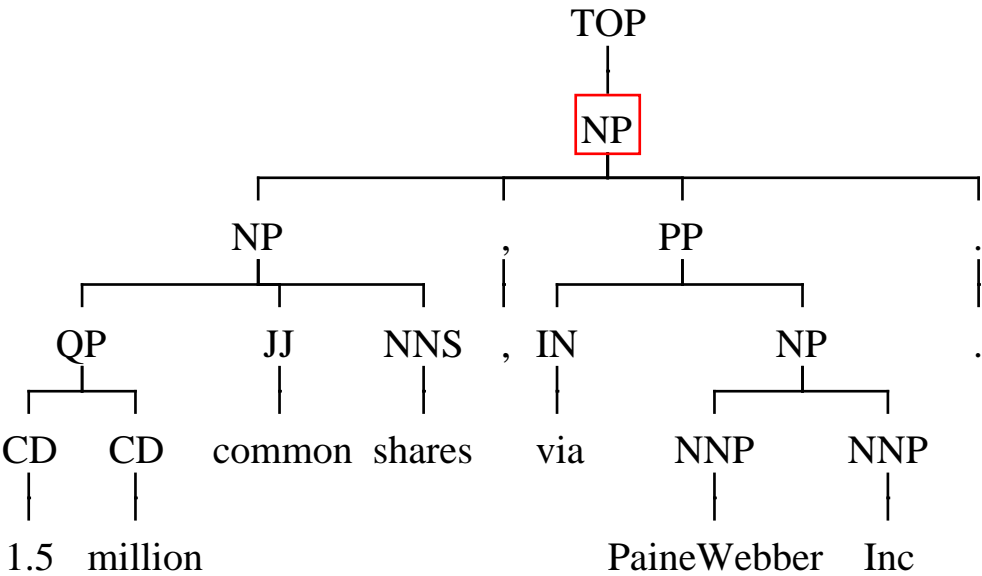 TOP
NP
NP , PP .
QP JJ NNS , IN NP .
CD CD common shares via NNP NNP
1.5 million PaineWebber Inc